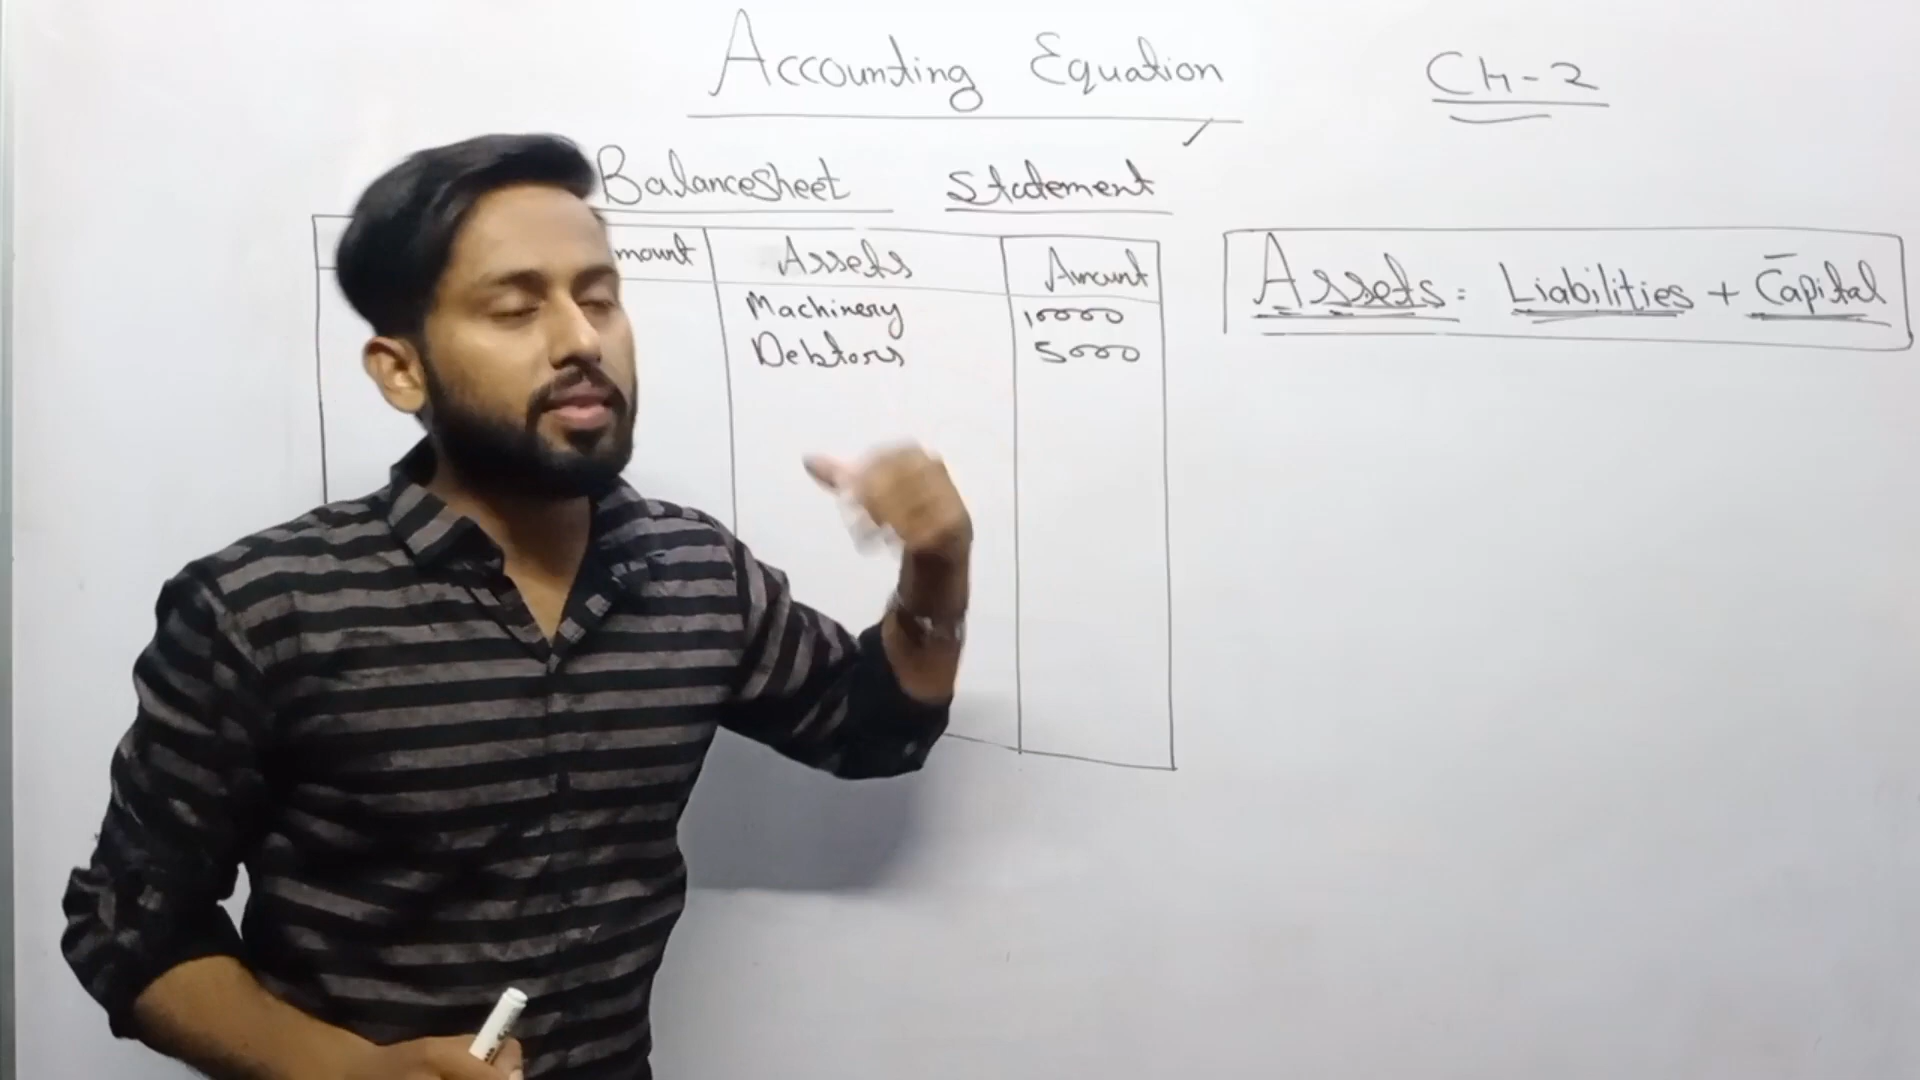 Accounting Equation
Ch-2
Balancesheet Statement
mount Assets Amount
Assets = Liabilities + Capital
Machinery 10000
Debtors 5000